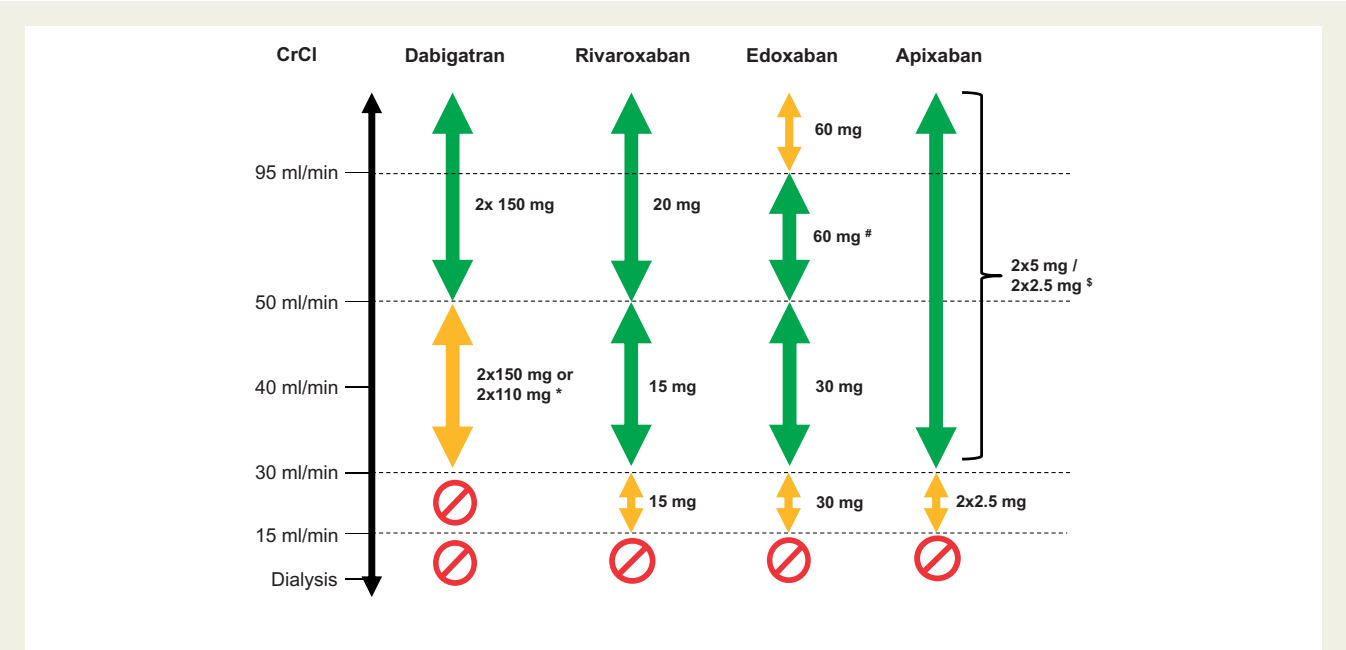 CrCl Dabigatran Rivaroxaban Edoxaban Apixaban
60 mg
95 ml/min
2x 150 mg 20 mg
60 mg #
2x5 mg /
2x2.5 mg $
50 ml/min
2x150 mg or
2x110 mg *
40 ml/min 15 mg 30 mg
30 ml/min
15 mg 30 mg 2x2.5 mg
15 ml/min
Dialysis